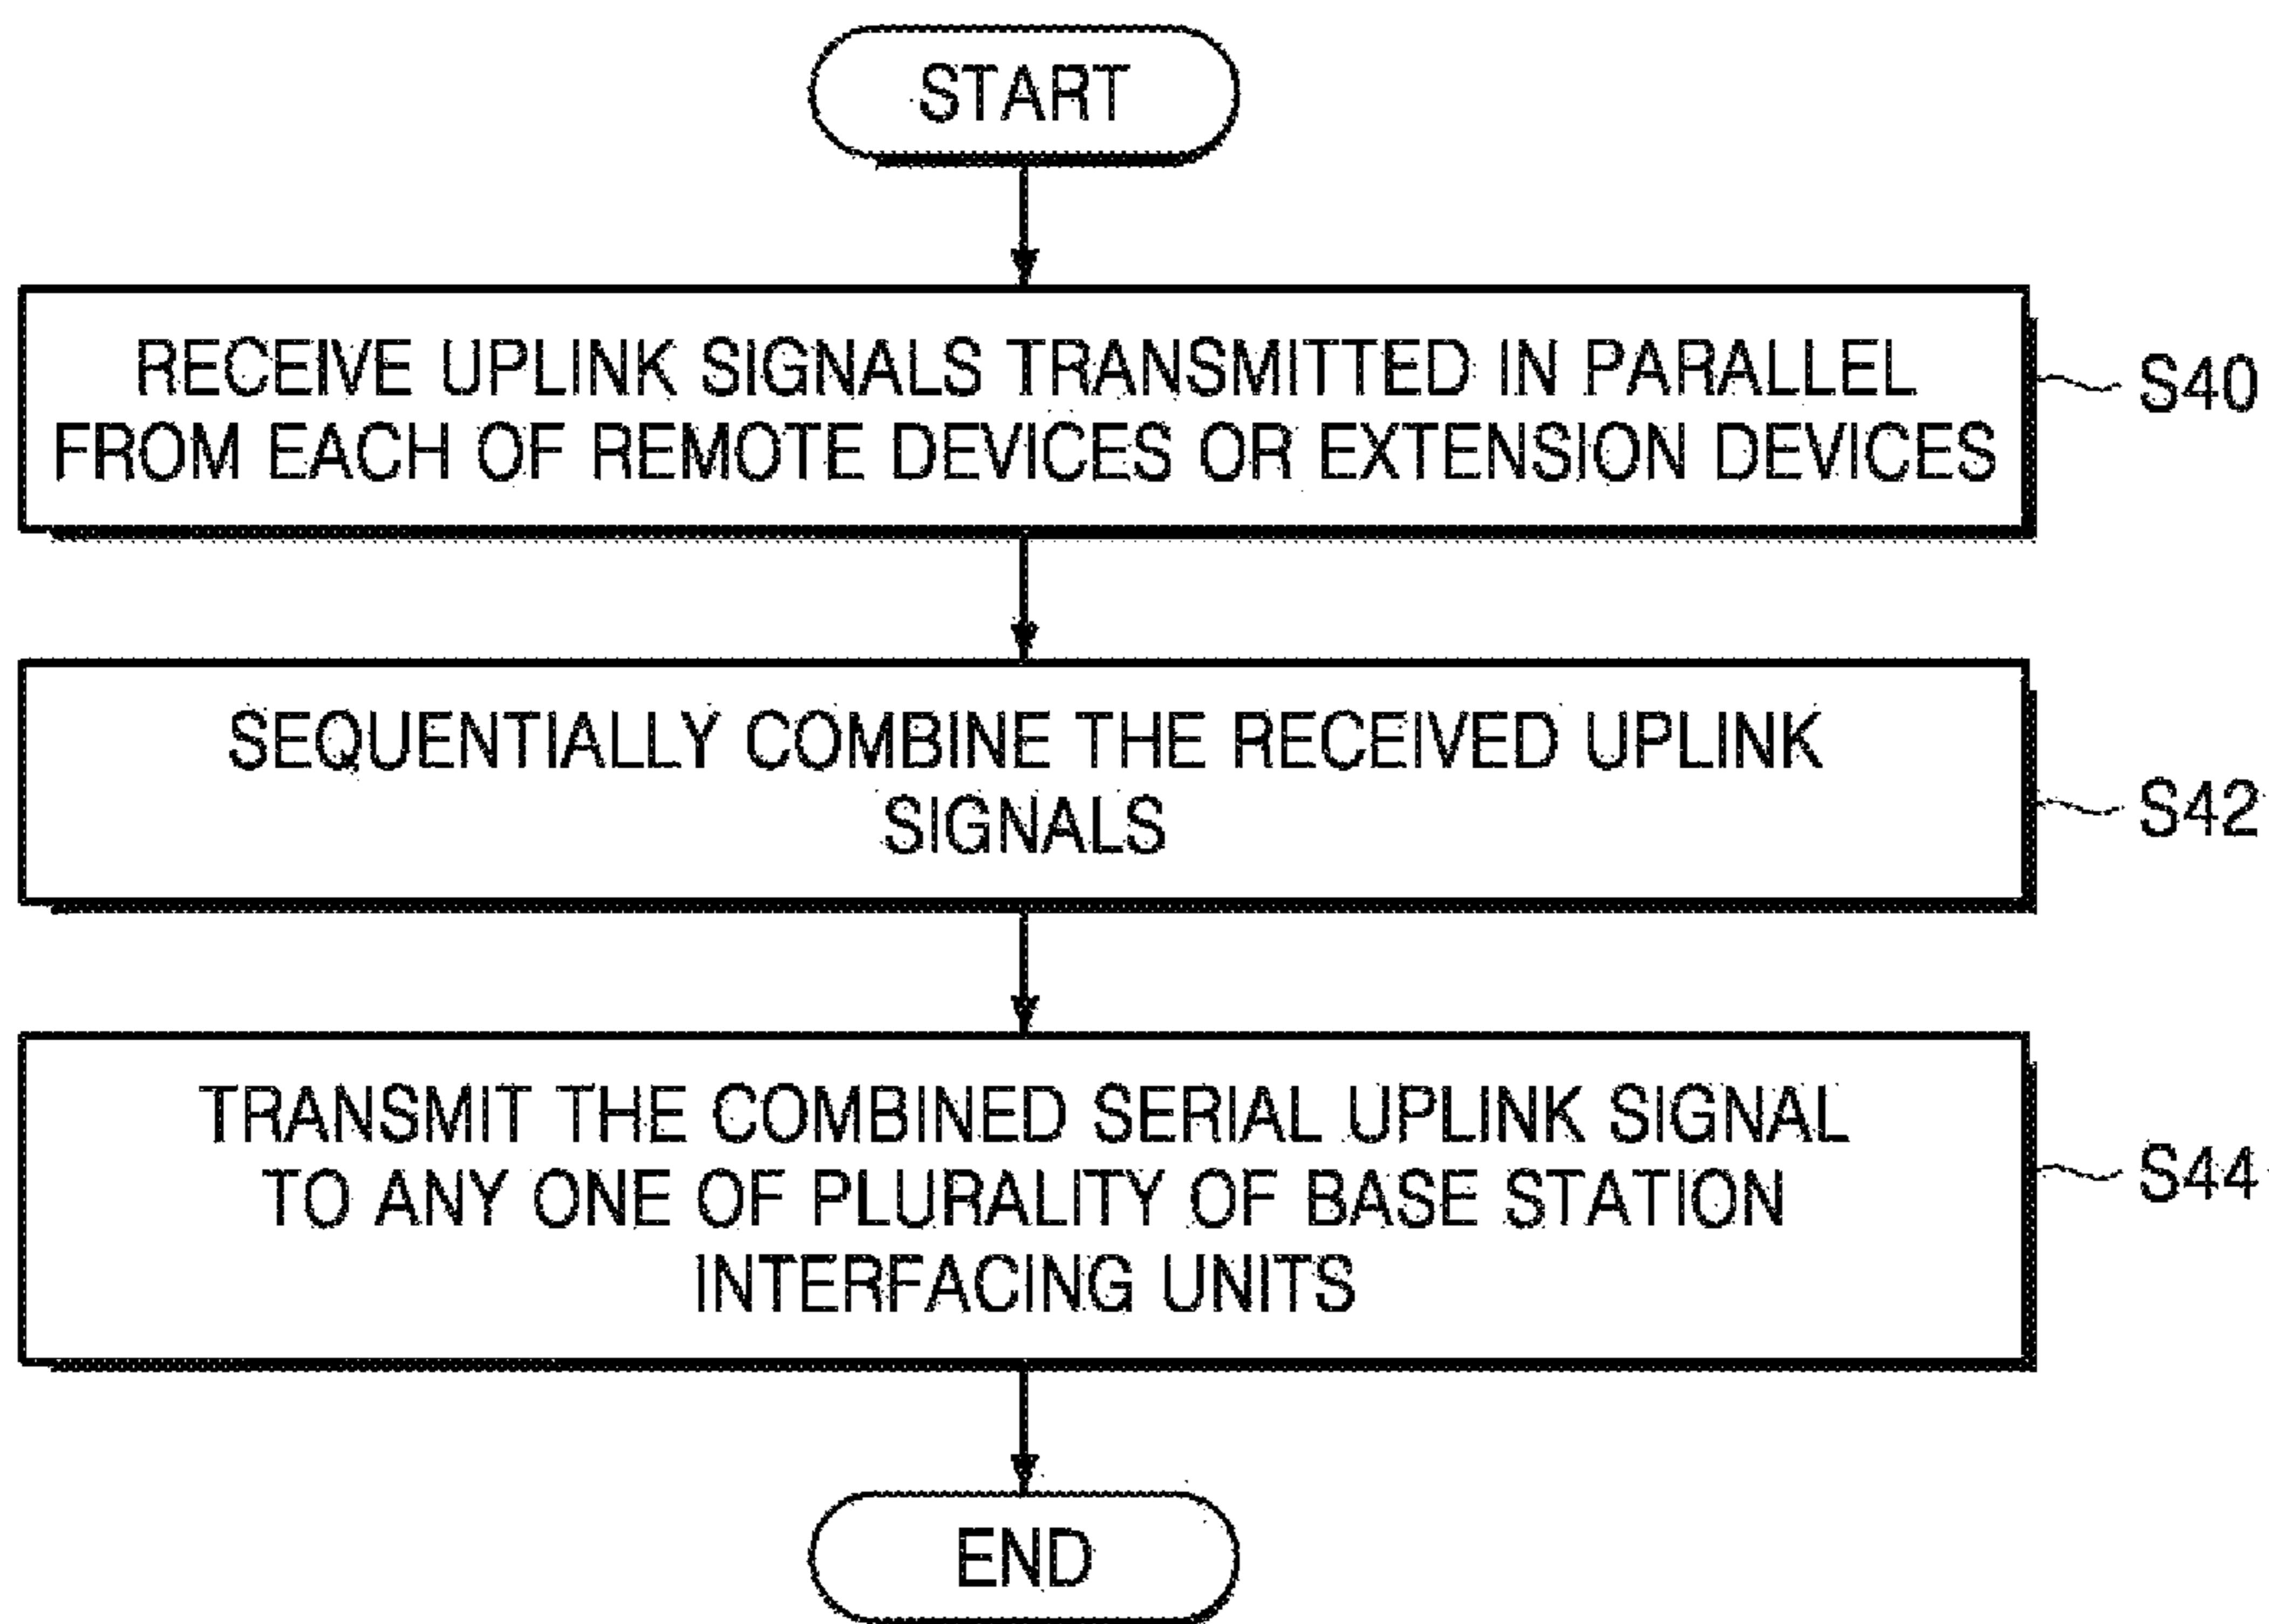 START
RECEIVE UPLINK SIGNALS TRANSMITTED IN PARALLEL
FROM EACH OF REMOTE DEVICES OR EXTENSION DEVICES
S40
SEQUENTIALLY COMBINE THE RECEIVED UPLINK
SIGNALS
S42
TRANSMIT THE COMBINED SERIAL UPLINK SIGNAL
TO ANY ONE OF PLURALITY OF BASE STATION
INTERFACING UNITS
S44
END